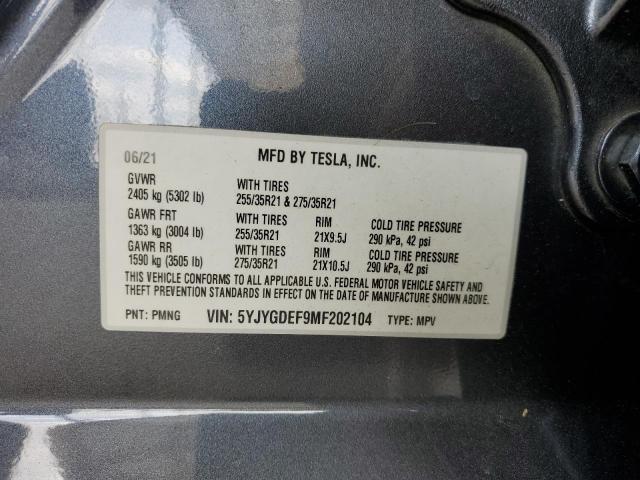 06/21 MFD BY TESLA, INC.
GVWR WITH TIRES
2405 kg (5302 lb) 255/35R21 & 275/35R21
GAWR FRT WITH TIRES RIM COLD TIRE PRESSURE
1363 kg (3004 lb) 255/35R21 21X9.5J 290 kPa, 42 psi
GAWR RR WITH TIRES RIM COLD TIRE PRESSURE
1590 kg (3505 lb) 275/35R21 21X10.5J 290 kPa, 42 psi
THIS VEHICLE CONFORMS TO ALL APPLICABLE U.S. FEDERAL MOTOR VEHICLE SAFETY AND
THEFT PREVENTION STANDARDS IN EFFECT ON THE DATE OF MANUFACTURE SHOWN ABOVE.
PNT: PMNG VIN: 5YJYGDEF9MF202104 TYPE: MPV